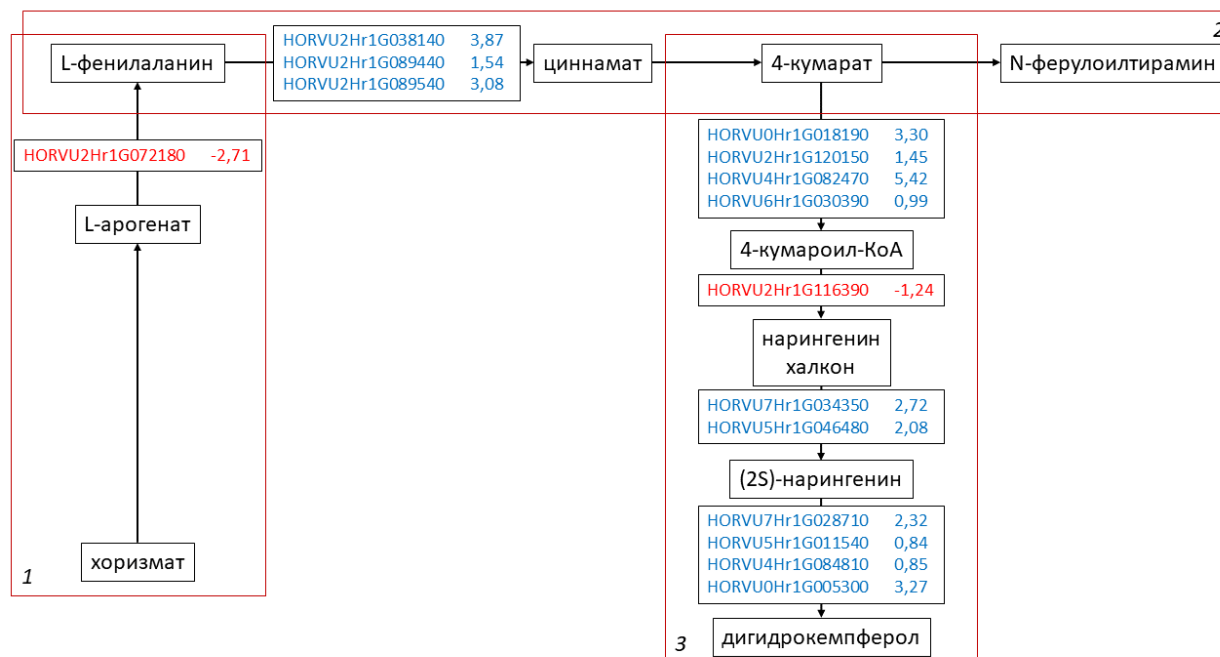 2
L-фенилаланин
HORVU2Hr1G038140 3,87
HORVU2Hr1G089440 1,54
HORVU2Hr1G089540 3,08
циннамат
4-кумарат
N-ферулоилтирамин
HORVU2Hr1G072180 -2,71
L-арогенат
хоризмат
1
HORVU0Hr1G018190 3,30
HORVU2Hr1G120150 1,45
HORVU4Hr1G082470 5,42
HORVU6Hr1G030390 0,99
4-кумароил-КоА
HORVU2Hr1G116390 -1,24
нарингенин
халкон
HORVU7Hr1G034350 2,72
HORVU5Hr1G046480 2,08
(2S)-нарингенин
HORVU7Hr1G028710 2,32
HORVU5Hr1G011540 0,84
HORVU4Hr1G084810 0,85
HORVU0Hr1G005300 3,27
дигидрокемпферол
3